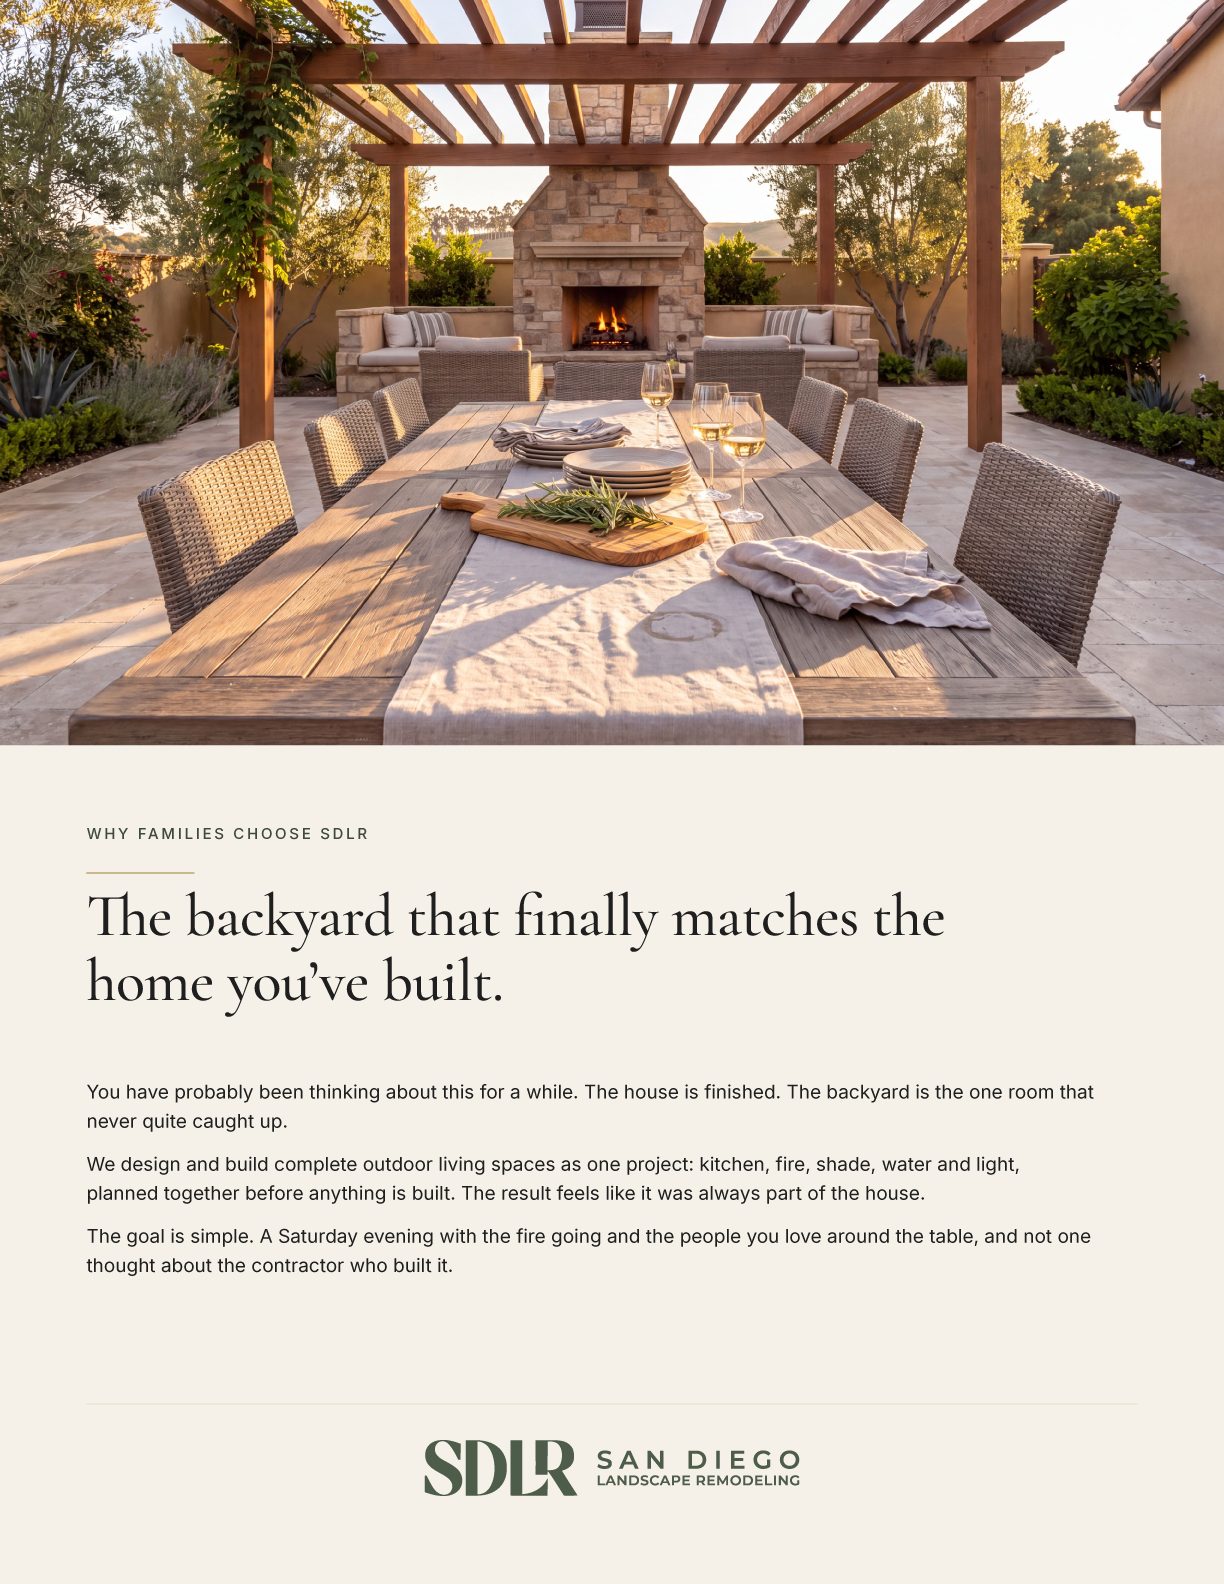 WHY FAMILIES CHOOSE SDLR
The backyard that finally matches the
home you’ve built.
You have probably been thinking about this for a while. The house is finished. The backyard is the one room that
never quite caught up.
We design and build complete outdoor living spaces as one project: kitchen, fire, shade, water and light,
planned together before anything is built. The result feels like it was always part of the house.
The goal is simple. A Saturday evening with the fire going and the people you love around the table, and not one
thought about the contractor who built it.
SDLR SAN DIEGO
LANDSCAPE REMODELING